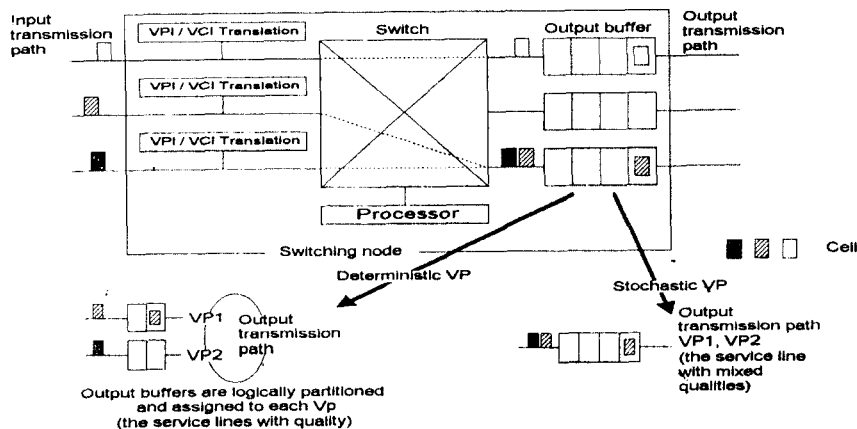 Input
transmission
path
VPI / VCI Translation
Switch
Output buffer
Output
transmission
path
VPI / VCI Translation
VPI / VCI Translation
Processor
Switching node
Cell
Deterministic VP
Stochastic VP
VP1
VP2
Output
transmission
path
Output buffers are logically partitioned
and assigned to each Vp
(the service lines with quality)
Output
transmission path
VP1, VP2
(the service line
with mixed
qualities)